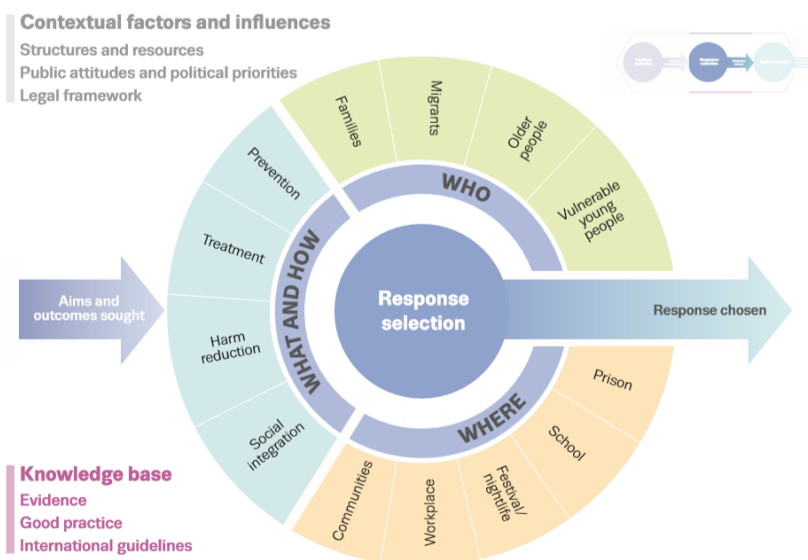 Contextual factors and influences
Structures and resources
Public attitudes and political priorities
Legal framework
Families
Migrants
Older
people
Vulnerable
young
people
WHO
Prevention
Treatment
Harm
reduction
Social
integration
WHAT AND HOW
Aims and
outcomes sought
Response
selection
Response chosen
WHERE
Prison
School
Festival/
nightlife
Workplace
Communities
Knowledge base
Evidence
Good practice
International guidelines
Response
selection